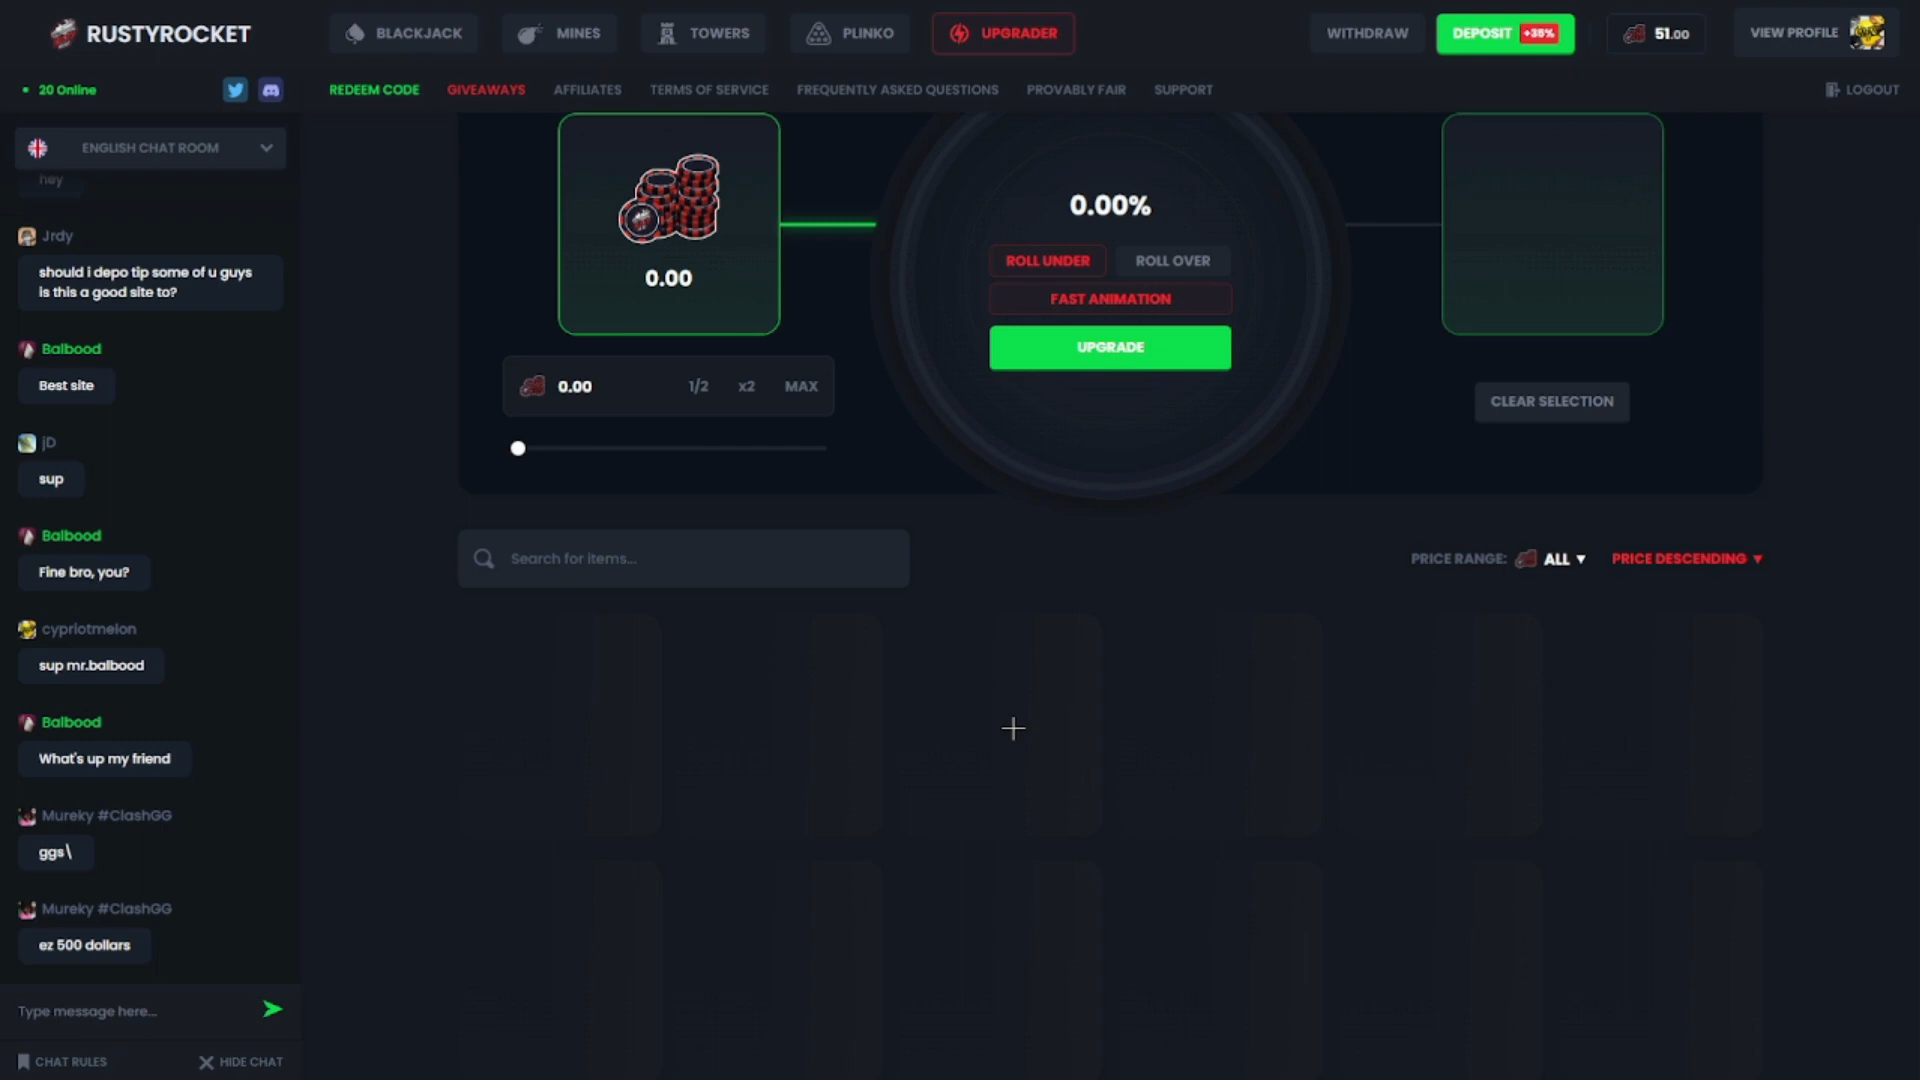 RUSTYROCKET
BLACKJACK
MINES
TOWERS
PLINKO
UPGRADER
WITHDRAW
DEPOSIT +35%
51.00
VIEW PROFILE
20 Online
REDEEM CODE
GIVEAWAYS
AFFILIATES
TERMS OF SERVICE
FREQUENTLY ASKED QUESTIONS
PROVABLY FAIR
SUPPORT
LOGOUT
ENGLISH CHAT ROOM
hey
Jrdy
should i depo tip some of u guys
is this a good site to?
Balbood
Best site
jD
sup
Balbood
Fine bro, you?
cypriotmelon
sup mr.balbood
Balbood
What's up my friend
Mureky #ClashGG
ggs\
Mureky #ClashGG
ez 500 dollars
Type message here...
CHAT RULES
HIDE CHAT
0.00
0.00
1/2
x2
MAX
0.00%
ROLL UNDER
ROLL OVER
FAST ANIMATION
UPGRADE
CLEAR SELECTION
Search for items...
PRICE RANGE: ALL ▼
PRICE DESCENDING ▼